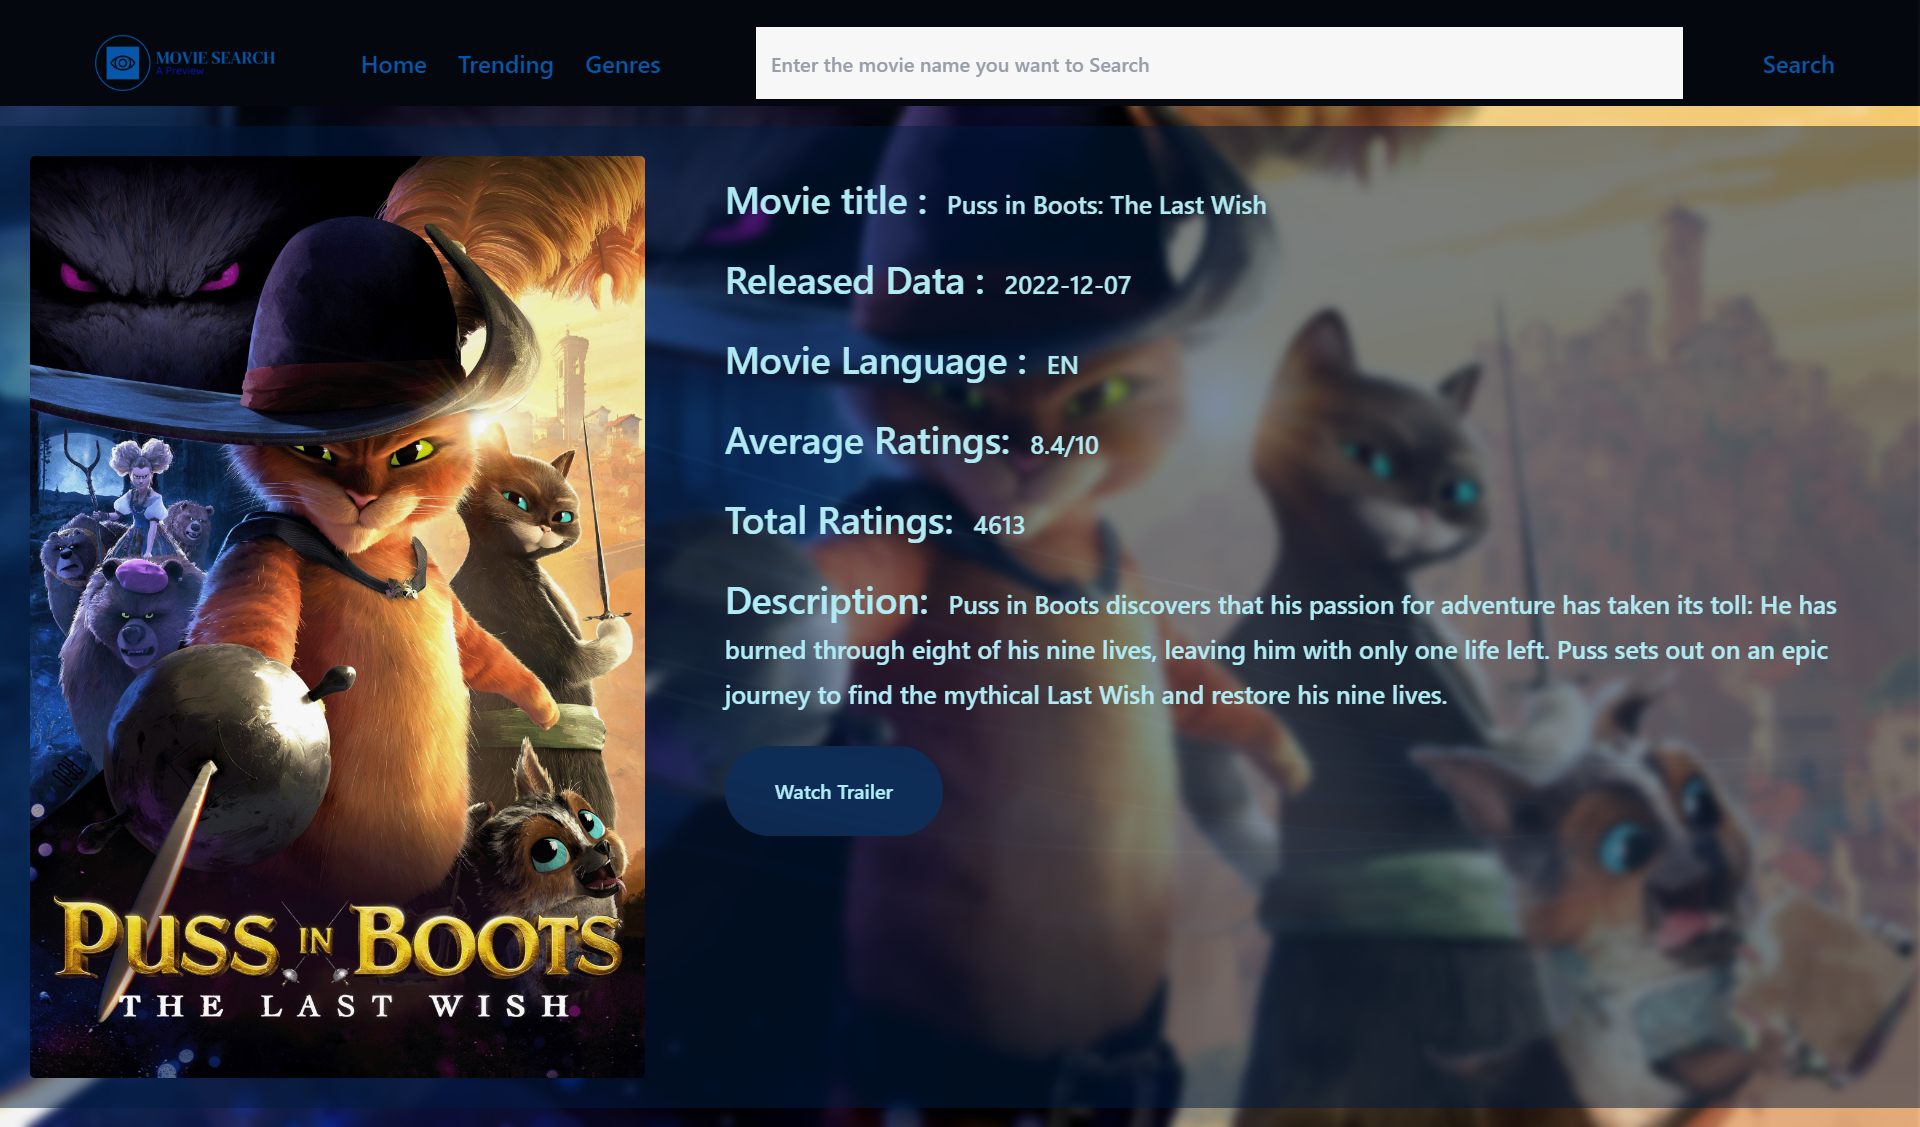 MOVIE SEARCH
A Preview
Home
Trending
Genres
Enter the movie name you want to Search
Search
Movie title : Puss in Boots: The Last Wish
Released Data : 2022-12-07
Movie Language : EN
Average Ratings: 8.4/10
Total Ratings: 4613
Description: Puss in Boots discovers that his passion for adventure has taken its toll: He has
burned through eight of his nine lives, leaving him with only one life left. Puss sets out on an epic
journey to find the mythical Last Wish and restore his nine lives.
Watch Trailer
PUSS IN BOOTS
THE LAST WISH